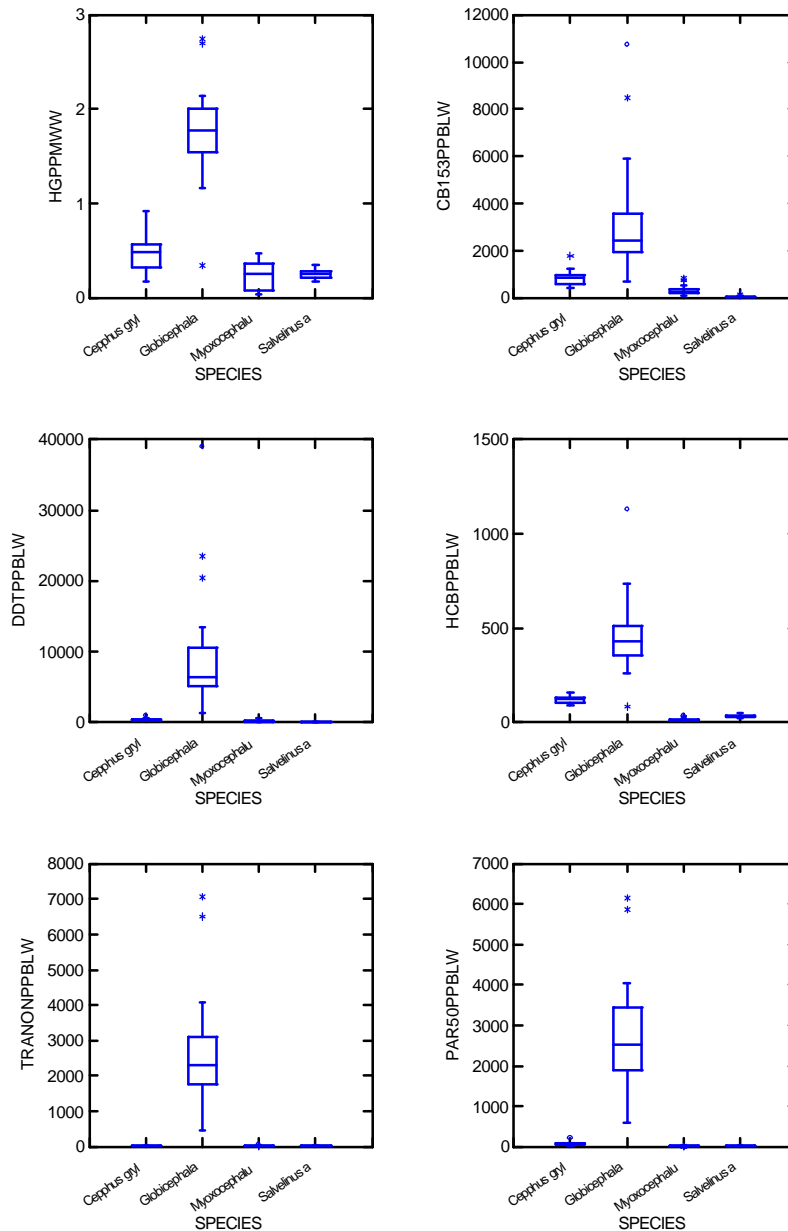 3
2
1
0
HGPPMWW
Cepphus gryl
Globicephala
Myoxocephalu
Salvelinus a
SPECIES
12000
10000
8000
6000
4000
2000
0
CB153PPBLW
Cepphus gryl
Globicephala
Myoxocephalu
Salvelinus a
SPECIES
40000
30000
20000
10000
0
DDTPPBLW
Cepphus gryl
Globicephala
Myoxocephalu
Salvelinus a
SPECIES
1500
1000
500
0
HCBPPBLW
Cepphus gryl
Globicephala
Myoxocephalu
Salvelinus a
SPECIES
8000
7000
6000
5000
4000
3000
2000
1000
0
TRANONPPBLW
Cepphus gryl
Globicephala
Myoxocephalu
Salvelinus a
SPECIES
7000
6000
5000
4000
3000
2000
1000
0
PAR50PPBLW
Cepphus gryl
Globicephala
Myoxocephalu
Salvelinus a
SPECIES